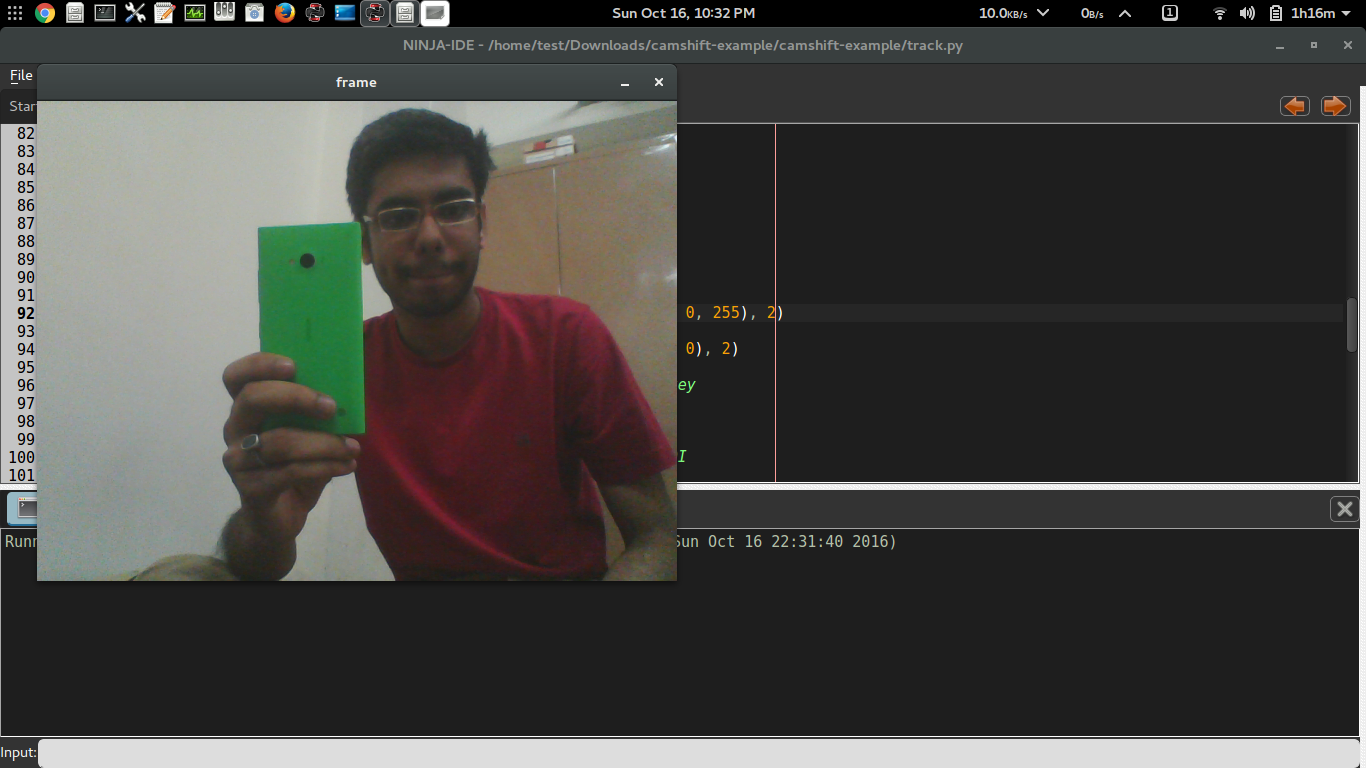 Sun Oct 16, 10:32 PM
10.0KB/s
0B/s
1
1h16m
NINJA-IDE - /home/test/Downloads/camshift-example/camshift-example/track.py
frame
File
Star
82
83
84
85
86
87
88
89
90
91
92 0, 255), 2)
93
94 0), 2)
95
96 ey
97
98
99
100 I
101
Runn Sun Oct 16 22:31:40 2016)
Input: